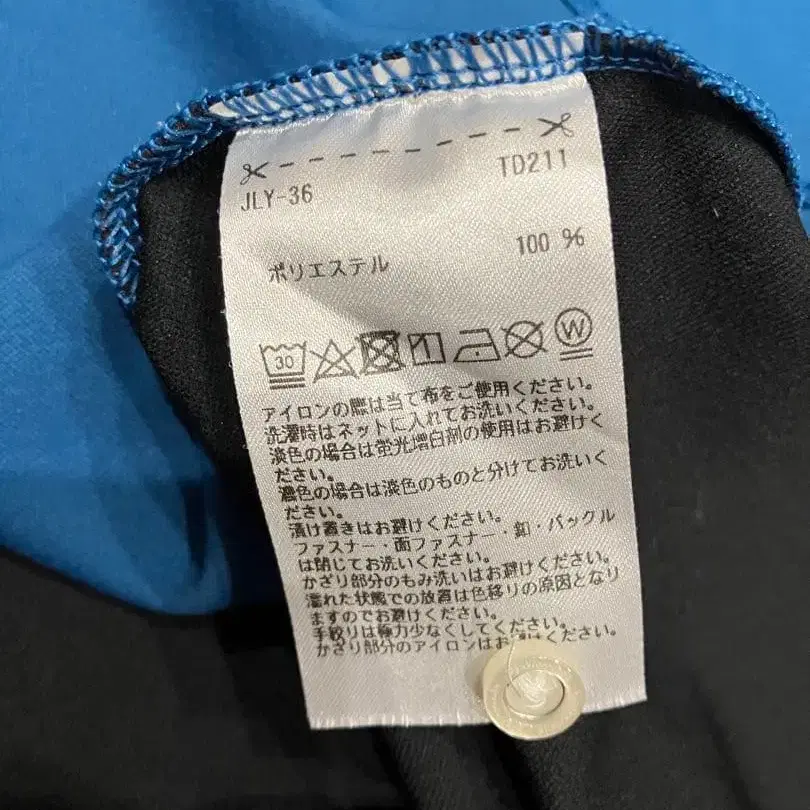 TD211
JLY-36
ポリエステル 100 %
30
W
アイロンの際は当て布をご使用ください。
洗濯時はネットに入れてお洗いください。
淡色の場合は蛍光増白剤の使用はお避けく
ださい。
濃色の場合は淡色のものと分けてお洗いく
ださい。
漬け置きはお避けください。
ファスナー・面ファスナー・釦・バックル
は閉じてお洗いください。
かざり部分のもみ洗いはお避けください。
濡れた状態での放置は色移りの原因となり
ますのでお避けください。
手絞りは極力少なくしてください。
かざり部分のアイロンはお避けください。